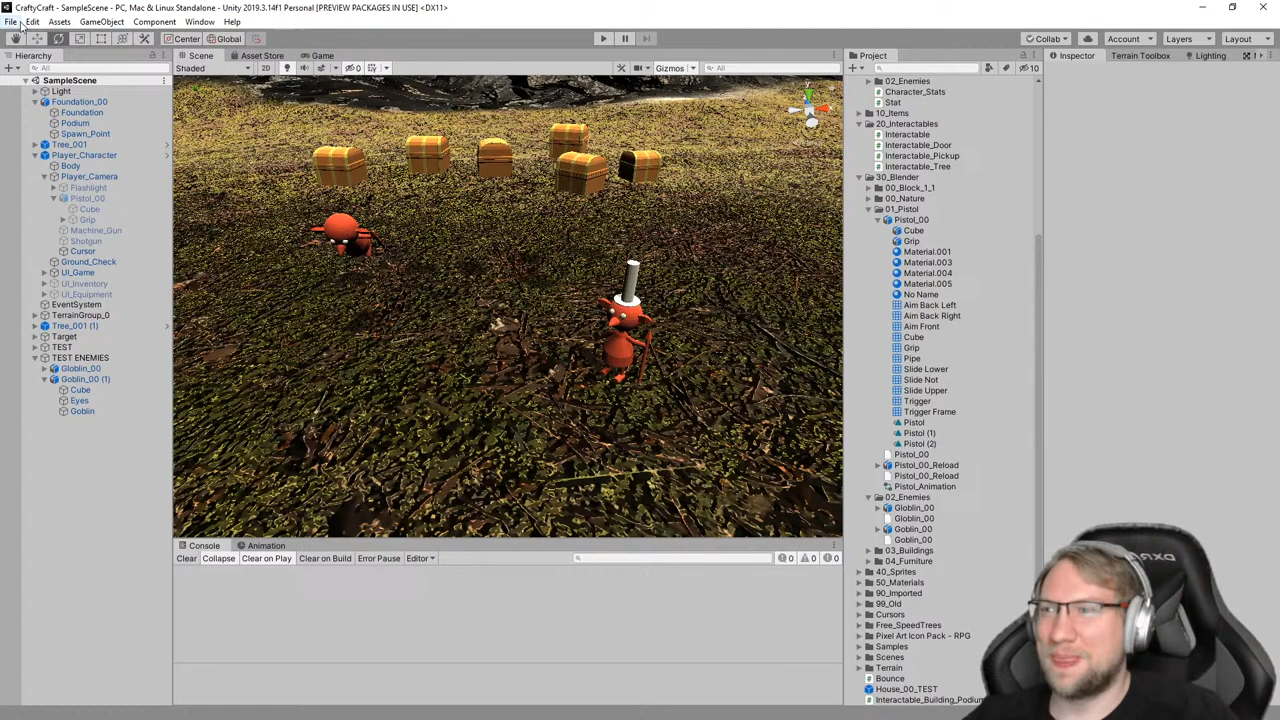 CraftyCraft - SampleScene - PC, Mac & Linux Standalone - Unity 2019.3.14f1 Personal [PREVIEW PACKAGES IN USE] <DX11>
File Edit Assets GameObject Component Window Help
Center Global Collab Account Layers Layout
Hierarchy Scene Asset Store Game Project Inspector Terrain Toolbox Lighting
All Shaded 2D 0 Gizmos All 10
SampleScene
Light
Foundation_00
Foundation
Podium
Spawn_Point
Tree_001
Player_Character
Body
Player_Camera
Flashlight
Pistol_00
Cube
Grip
Machine_Gun
Shotgun
Cursor
Ground_Check
UI_Game
UI_Inventory
UI_Equipment
EventSystem
TerrainGroup_0
Tree_001 (1)
Target
TEST
TEST ENEMIES
Globlin_00
Goblin_00 (1)
Cube
Eyes
Goblin
Console Animation
Clear Collapse Clear on Play Clear on Build Error Pause Editor 0 0 0
02_Enemies
Character_Stats
Stat
10_Items
20_Interactables
Interactable
Interactable_Door
Interactable_Pickup
Interactable_Tree
30_Blender
00_Block_1_1
00_Nature
01_Pistol
Pistol_00
Cube
Grip
Material.001
Material.003
Material.004
Material.005
No Name
Aim Back Left
Aim Back Right
Aim Front
Cube
Grip
Pipe
Slide Lower
Slide Not
Slide Upper
Trigger
Trigger Frame
Pistol
Pistol (1)
Pistol (2)
Pistol_00
Pistol_00_Reload
Pistol_00_Reload
Pistol_Animation
02_Enemies
Globlin_00
Globlin_00
Goblin_00
Goblin_00
03_Buildings
04_Furniture
40_Sprites
50_Materials
90_Imported
99_Old
Cursors
Free_SpeedTrees
Pixel Art Icon Pack - RPG
Samples
Scenes
Terrain
Bounce
House_00_TEST
Interactable_Building_Podium
DXR